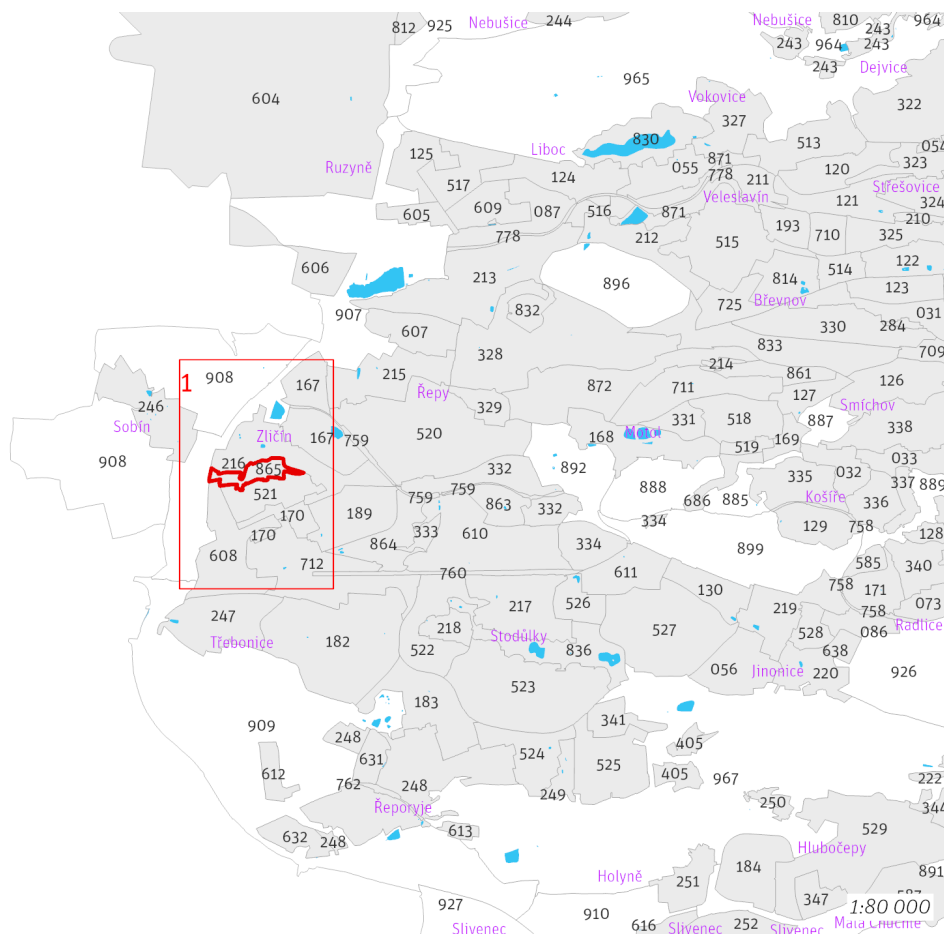 812 925 Nebušice 244 Nebušice 810 964
243
243 964 243
243 Dejvice
965
604 Vokovice 322
327
830 513 054
Liboc
125 871 323
Ruzyně 055 778 120
124 211 Střešovice
517 Veleslavín 121 324
605 609 087 516 871 210
193 710 325
778 212 515
606 213 896 814 514 122
Břevnov 123
907 832 725 031
607 330 284
833 709
328 214
1 908 167 215 872 711 861 126
Řepy 127 Smíchov
246 329 331 518 887 338
Sobín Zličín 167 759 520 168 Motol 519 169
908 216 865 332 892 033
521 759 759 888 686 885 335 032 337 889
170 189 863 332 Košíře 336
170 333 610 334 129 758 128
608 864 334 899
712 611 585 340
760 130 758 171
247 217 526 219 758 073
218 527 528 086 Radlice
Třebonice 182 522 Štodůlky 836 638
056 Jinonice 220 926
523
183
909 341
248 405
631 524 525
612 405 967 222
762 248 249 250 344
Řeporyje
632 248 613 529
Hlubočepy
251 184 891
Holyně
927 347
910 1:80 000
616 252
Slivenec Slivenec Slivenec